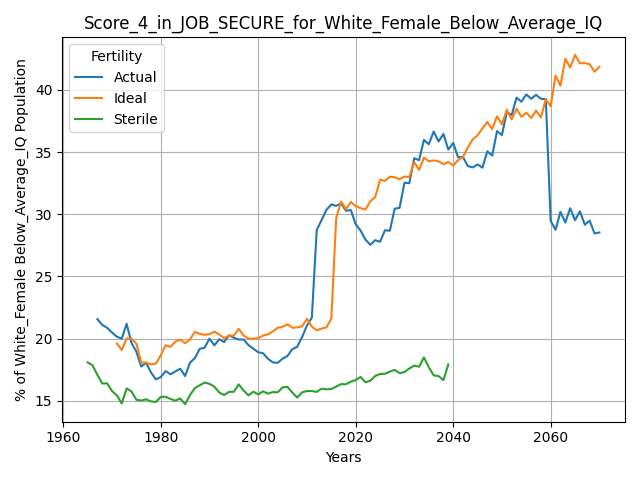 Score_4_in_JOB_SECURE_for_White_Female_Below_Average_IQ
% of White_Female Below_Average_IQ Population
Fertility
Actual
Ideal
Sterile
40
35
30
25
20
15
1960
1980
2000
2020
2040
2060
Years